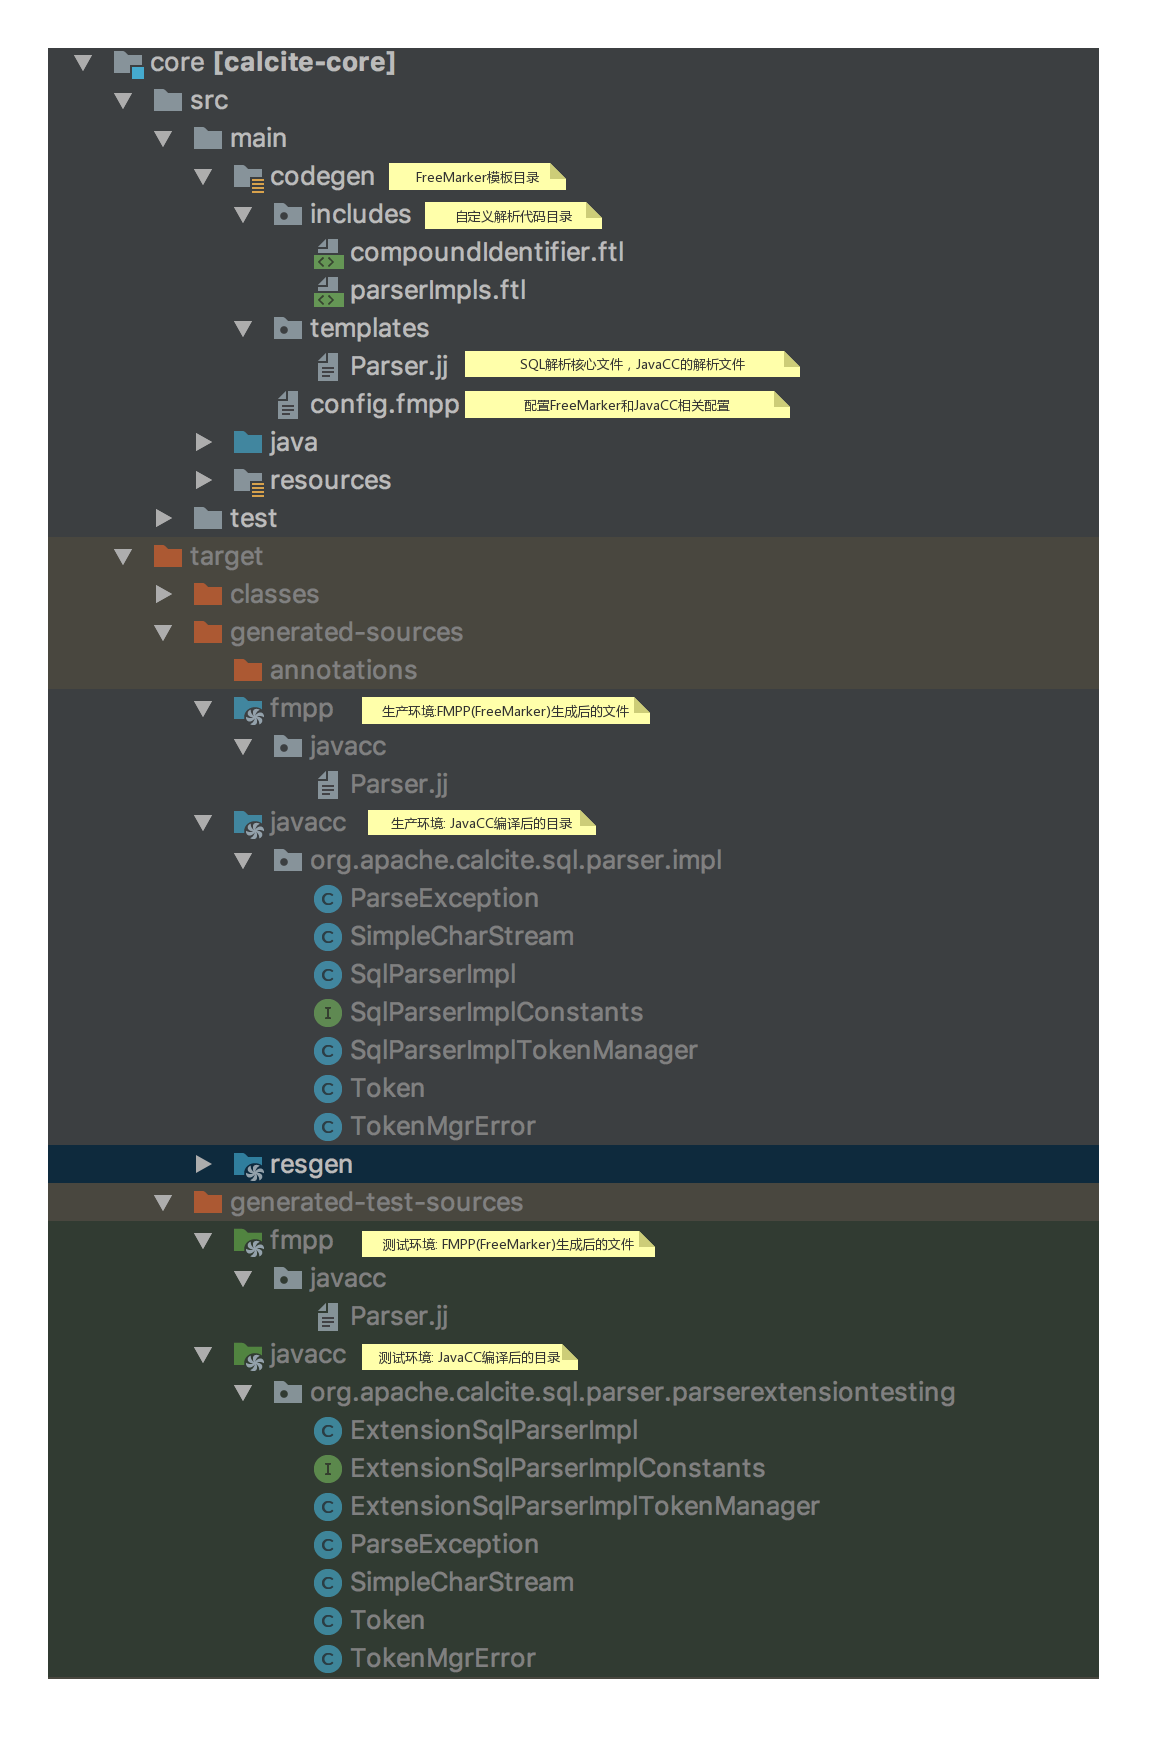 core [calcite-core]
src
main
codegen FreeMarker模板目录
includes 自定义解析代码目录
compoundIdentifier.ftl
parserImpls.ftl
templates
Parser.jj SQL解析核心文件，JavaCC的解析文件
config.fmpp 配置FreeMarker和JavaCC相关配置
java
resources
test
target
classes
generated-sources
annotations
fmpp 生产环境:FMPP(FreeMarker)生成后的文件
javacc
Parser.jj
javacc 生产环境: JavaCC编译后的目录
org.apache.calcite.sql.parser.impl
C ParseException
C SimpleCharStream
C SqlParserImpl
I SqlParserImplConstants
C SqlParserImplTokenManager
C Token
C TokenMgrError
resgen
generated-test-sources
fmpp 测试环境: FMPP(FreeMarker)生成后的文件
javacc
Parser.jj
javacc 测试环境: JavaCC编译后的目录
org.apache.calcite.sql.parser.parserextensiontesting
C ExtensionSqlParserImpl
I ExtensionSqlParserImplConstants
C ExtensionSqlParserImplTokenManager
C ParseException
C SimpleCharStream
C Token
C TokenMgrError